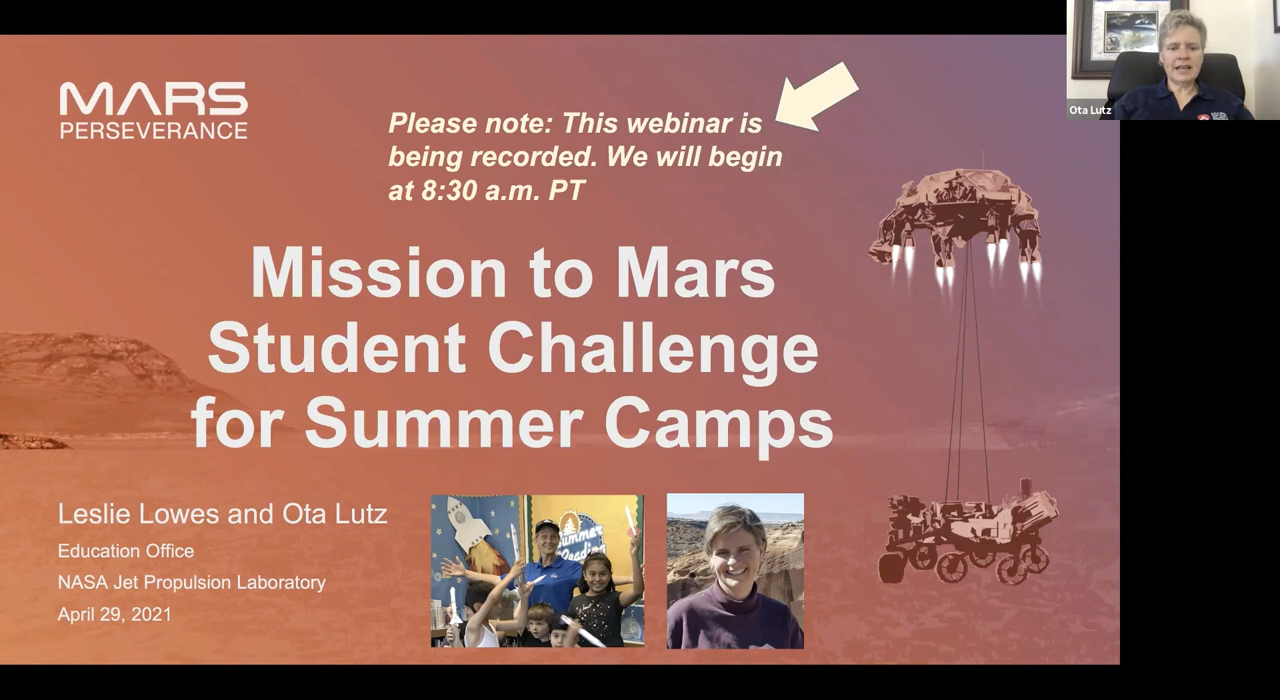 MARS
PERSEVERANCE
Please note: This webinar is
being recorded. We will begin
at 8:30 a.m. PT
Ota Lutz
Mission to Mars
Student Challenge
for Summer Camps
Leslie Lowes and Ota Lutz
Education Office
NASA Jet Propulsion Laboratory
April 29, 2021
Summer
Reading